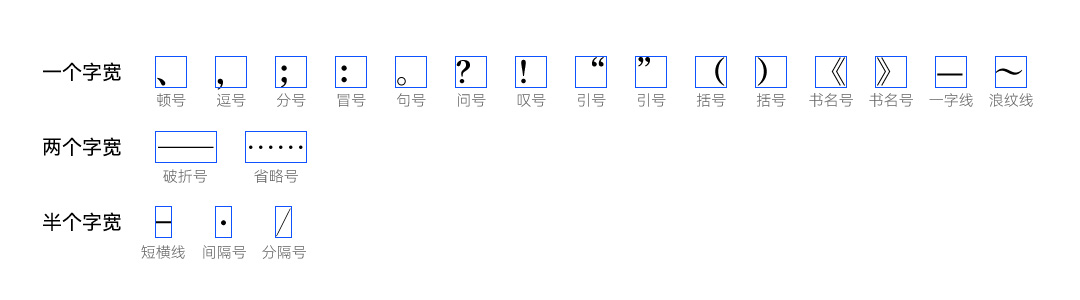 一个字宽 、 ， ； ： 。 ？ ！ “ ” （ ） 《 》 — ～
顿号 逗号 分号 冒号 句号 问号 叹号 引号 引号 括号 括号 书名号 书名号 一字线 浪纹线
两个字宽 —— ……
破折号 省略号
半个字宽 - · /
短横线 间隔号 分隔号